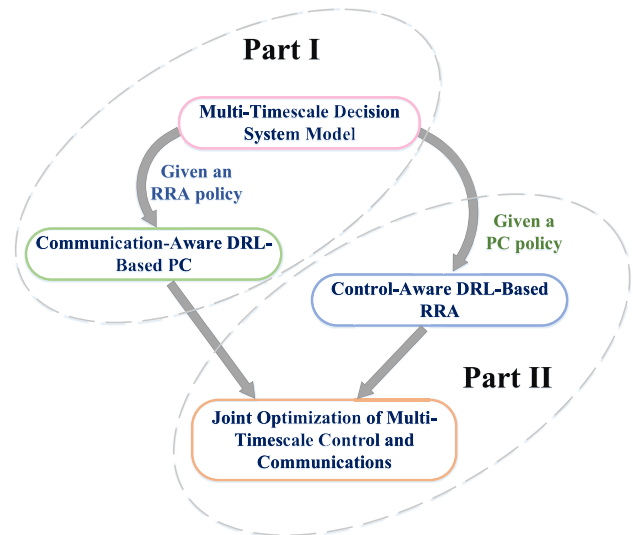 Part I
Multi-Timescale Decision
System Model
Given an
RRA policy
Given a
PC policy
Communication-Aware DRL-
Based PC
Control-Aware DRL-Based
RRA
Part II
Joint Optimization of Multi-
Timescale Control and
Communications